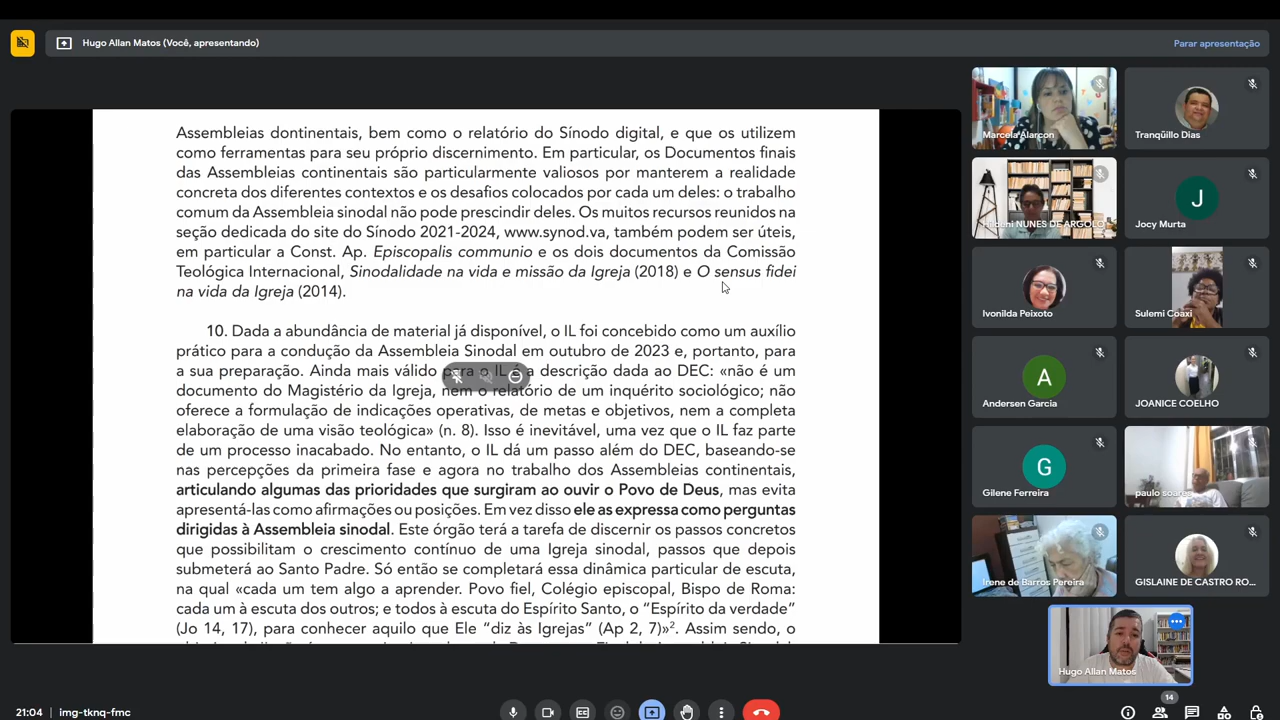 Hugo Allan Matos (Você, apresentando)
Parar apresentação
Assembleias dontinentais, bem como o relatório do Sínodo digital, e que os utilizem
como ferramentas para seu próprio discernimento. Em particular, os Documentos finais
das Assembleias continentais são particularmente valiosos por manterem a realidade
concreta dos diferentes contextos e os desafios colocados por cada um deles: o trabalho
comum da Assembleia sinodal não pode prescindir deles. Os muitos recursos reunidos na
seção dedicada do site do Sínodo 2021-2024, www.synod.va, também podem ser úteis,
em particular a Const. Ap. Episcopalis communio e os dois documentos da Comissão
Teológica Internacional, Sinodalidade na vida e missão da Igreja (2018) e O sensus fidei
na vida da Igreja (2014).
10. Dada a abundância de material já disponível, o IL foi concebido como um auxílio
prático para a condução da Assembleia Sinodal em outubro de 2023 e, portanto, para
a sua preparação. Ainda mais válido para o IL é a descrição dada ao DEC: «não é um
documento do Magistério da Igreja, nem o relatório de um inquérito sociológico; não
oferece a formulação de indicações operativas, de metas e objetivos, nem a completa
elaboração de uma visão teológica» (n. 8). Isso é inevitável, uma vez que o IL faz parte
de um processo inacabado. No entanto, o IL dá um passo além do DEC, baseando-se
nas percepções da primeira fase e agora no trabalho dos Assembleias continentais,
articulando algumas das prioridades que surgiram ao ouvir o Povo de Deus, mas evita
apresentá-las como afirmações ou posições. Em vez disso ele as expressa como perguntas
dirigidas à Assembleia sinodal. Este órgão terá a tarefa de discernir os passos concretos
que possibilitam o crescimento contínuo de uma Igreja sinodal, passos que depois
submeterá ao Santo Padre. Só então se completará essa dinâmica particular de escuta,
na qual «cada um tem algo a aprender. Povo fiel, Colégio episcopal, Bispo de Roma:
cada um à escuta dos outros; e todos à escuta do Espírito Santo, o “Espírito da verdade”
(Jo 14, 17), para conhecer aquilo que Ele “diz às Igrejas” (Ap 2, 7)»². Assim sendo, o
Marcela Alarcon
Tranqüillo Dias
NUNES DE ARGOLO
J
Jocy Murta
Ivonilda Peixoto
Sulemi Coaxi
A
Andersen Garcia
JOANICE COELHO
G
Gilene Ferreira
paulo soares
Irene de Barros Pereira
GISLAINE DE CASTRO RO...
Hugo Allan Matos
21:04 | img-tknq-fmc
14